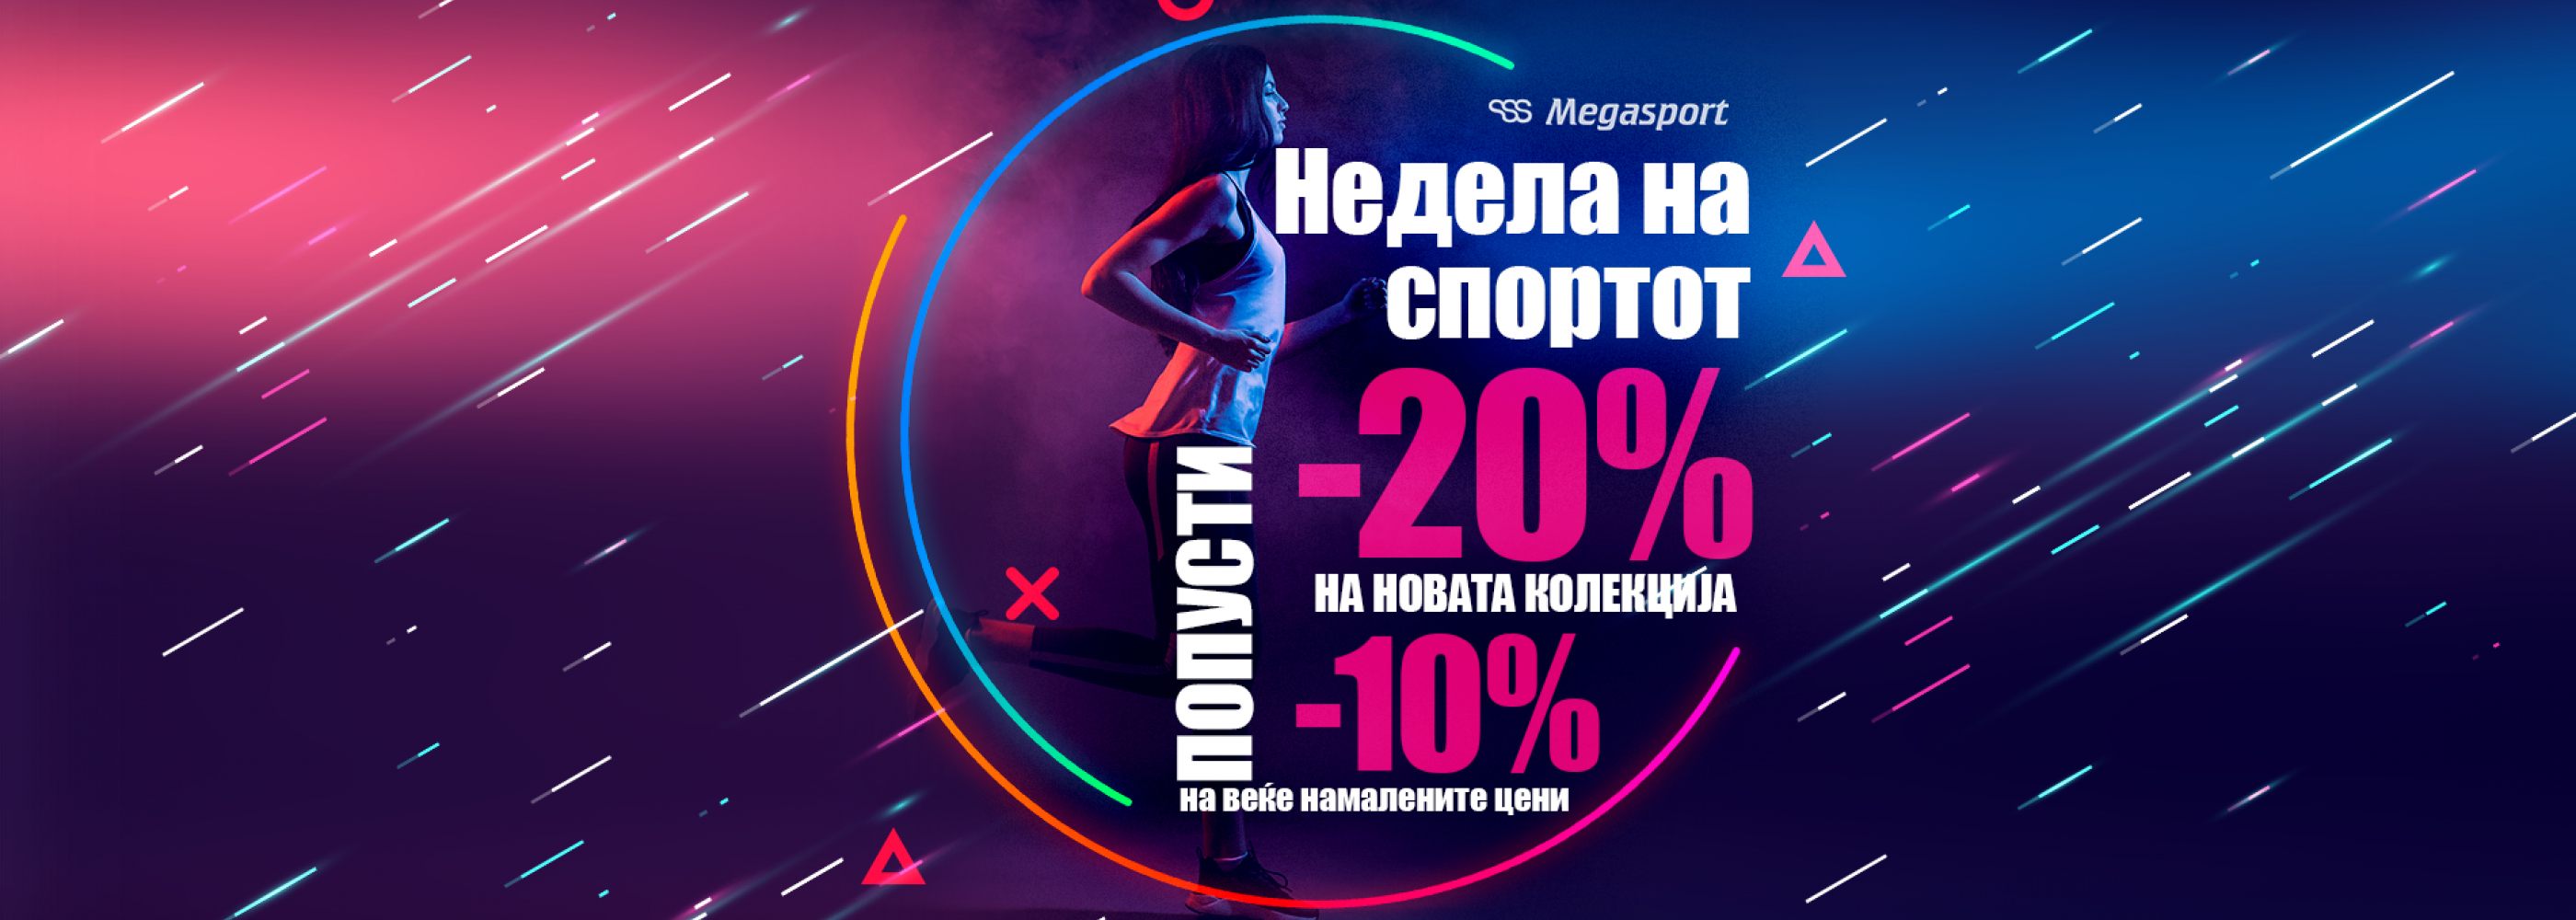 Megasport
Недела на
спортот
ПОПУСТИ
-20%
НА НОВАТА КОЛЕКЦИЈА
-10%
на веќе намалените цени